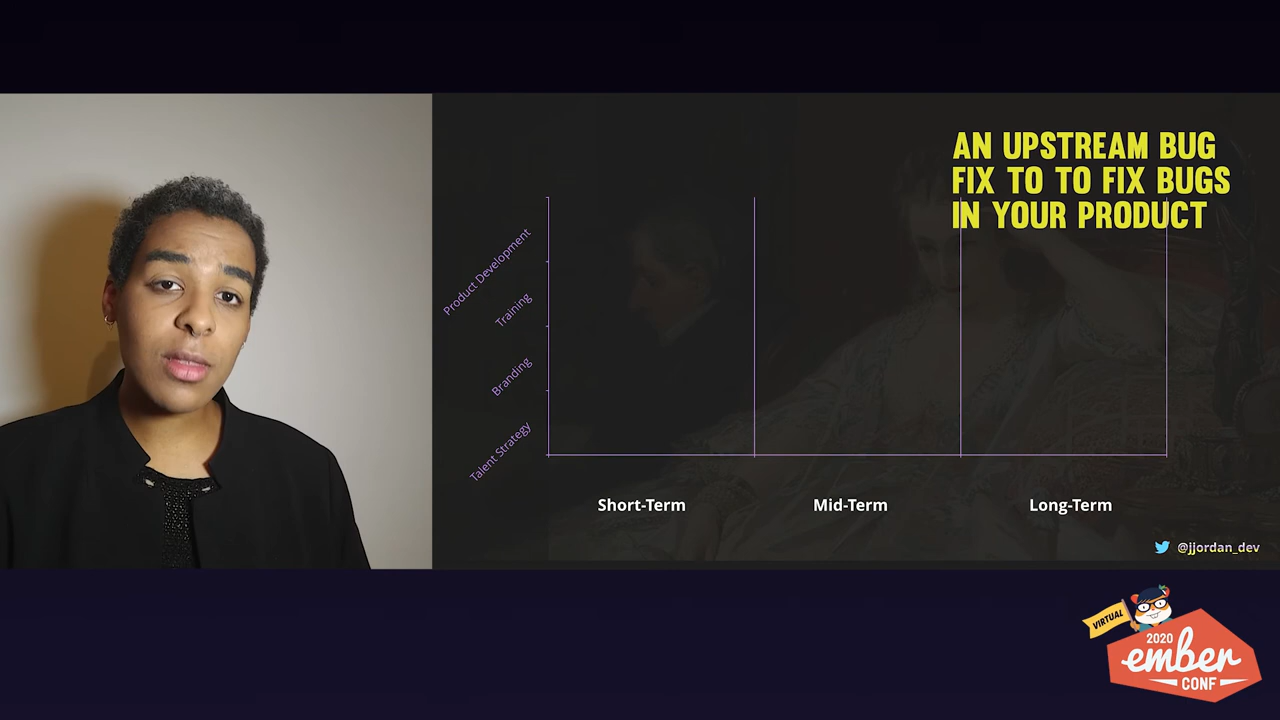 AN UPSTREAM BUG
FIX TO TO FIX BUGS
IN YOUR PRODUCT
Product Development
Training
Branding
Talent Strategy
Short-Term
Mid-Term
Long-Term
@jjordan_dev
VIRTUAL
2020
ember
CONF